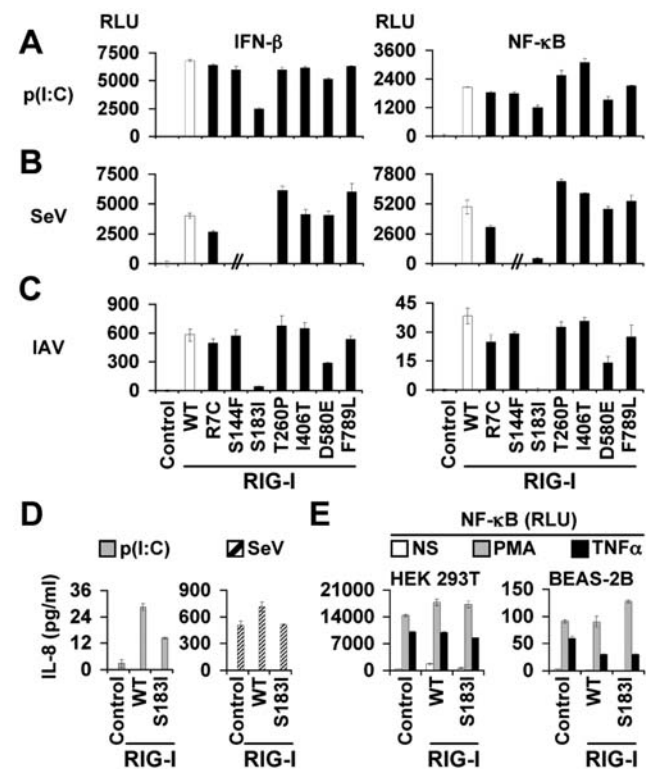 A
RLU
IFN-β
RLU
NF-κB
p(I:C)
7500
5000
2500
0
3600
2400
1200
0
B
SeV
7500
5000
2500
0
//
7800
5200
2600
0
//
C
IAV
900
600
300
0
45
30
15
0
Control
WT
R7C
S144F
S183I
T260P
I406T
D580E
F789L
RIG-I
Control
WT
R7C
S144F
S183I
T260P
I406T
D580E
F789L
RIG-I
D
p(I:C)
SeV
IL-8 (pg/ml)
36
24
12
0
Control
WT
S183I
RIG-I
900
600
300
0
Control
WT
S183I
RIG-I
E
NF-κB (RLU)
NS
PMA
TNFα
HEK 293T
21000
14000
7000
0
Control
WT
S183I
RIG-I
BEAS-2B
150
100
50
0
Control
WT
S183I
RIG-I